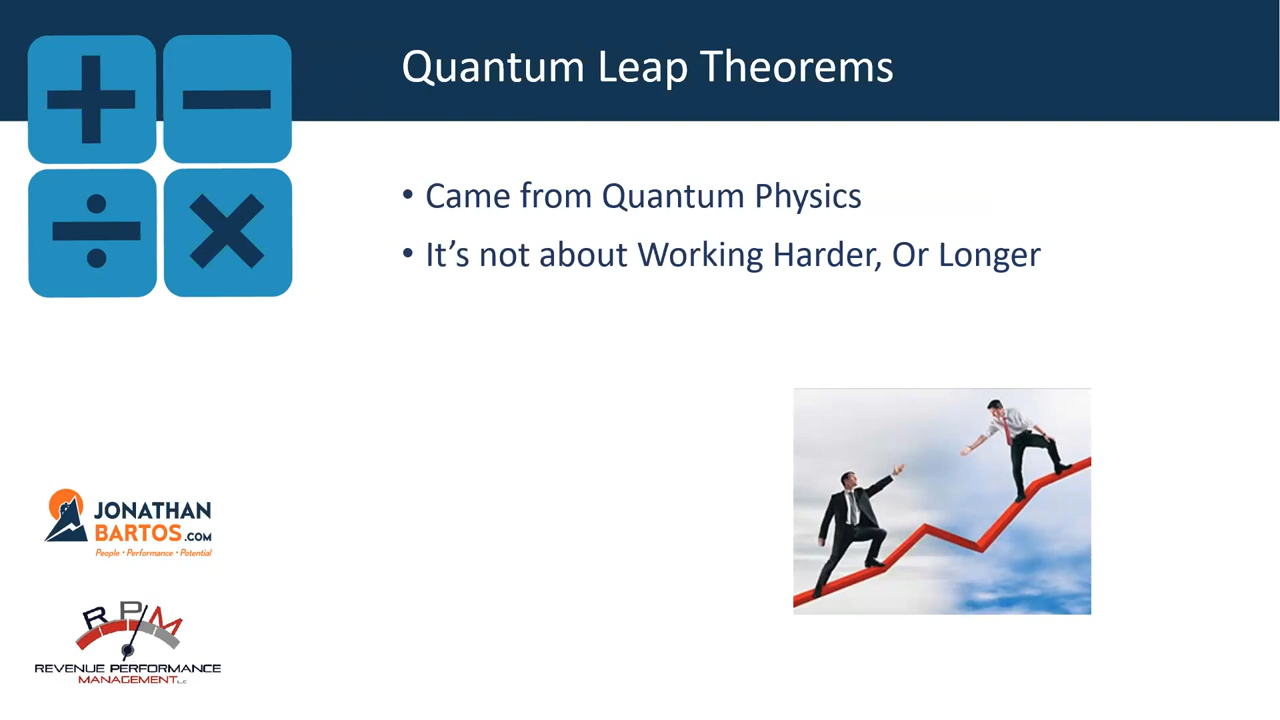 Quantum Leap Theorems
• Came from Quantum Physics
• It’s not about Working Harder, Or Longer
JONATHAN
BARTOS.COM
People • Performance • Potential
RPM
REVENUE PERFORMANCE
MANAGEMENT LLC